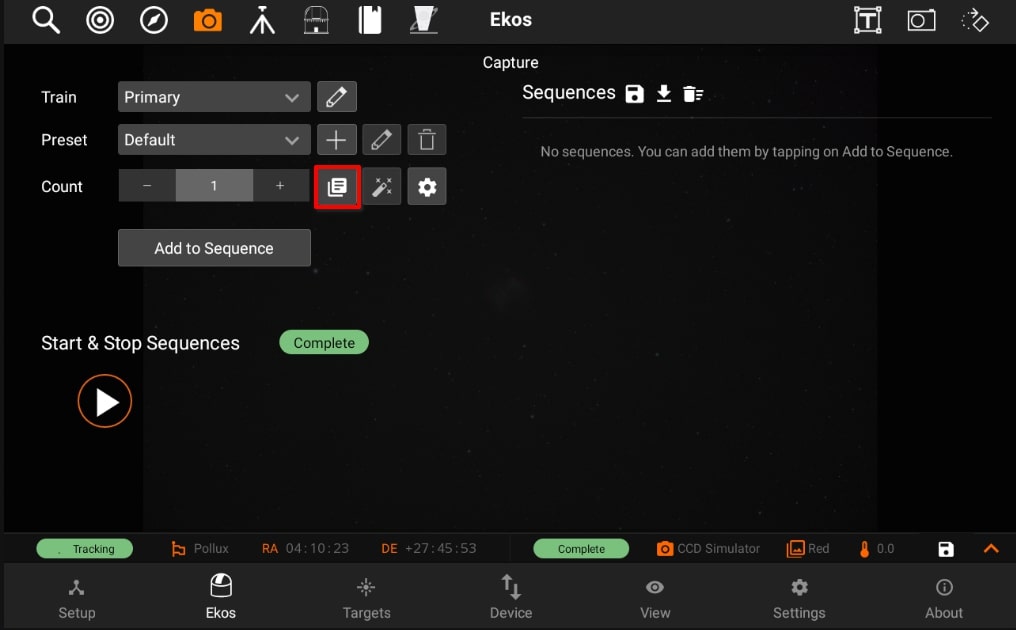 Ekos
Capture
Train Primary
Sequences
Preset Default
No sequences. You can add them by tapping on Add to Sequence.
Count − 1 +
Add to Sequence
Start & Stop Sequences Complete
Tracking Pollux RA 04:10:23 DE +27:45:53 Complete CCD Simulator Red 0.0
Setup Ekos Targets Device View Settings About